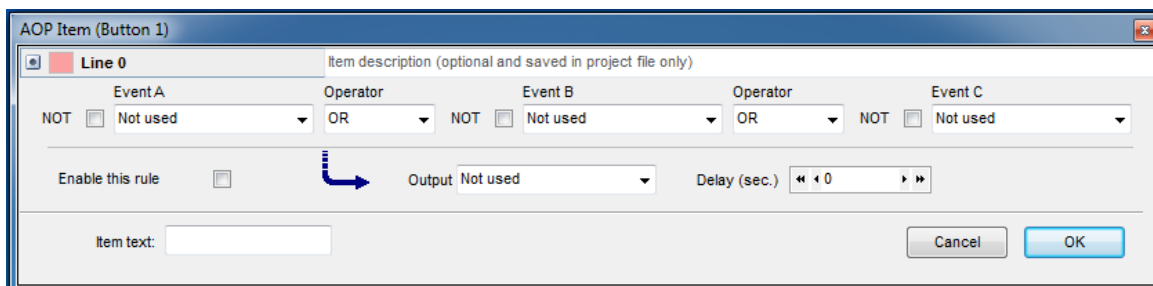 AOP Item (Button 1)
Line 0 Item description (optional and saved in project file only)
Event A Operator Event B Operator Event C
NOT Not used OR NOT Not used OR NOT Not used
Enable this rule Output Not used Delay (sec.) 0
Item text: Cancel OK